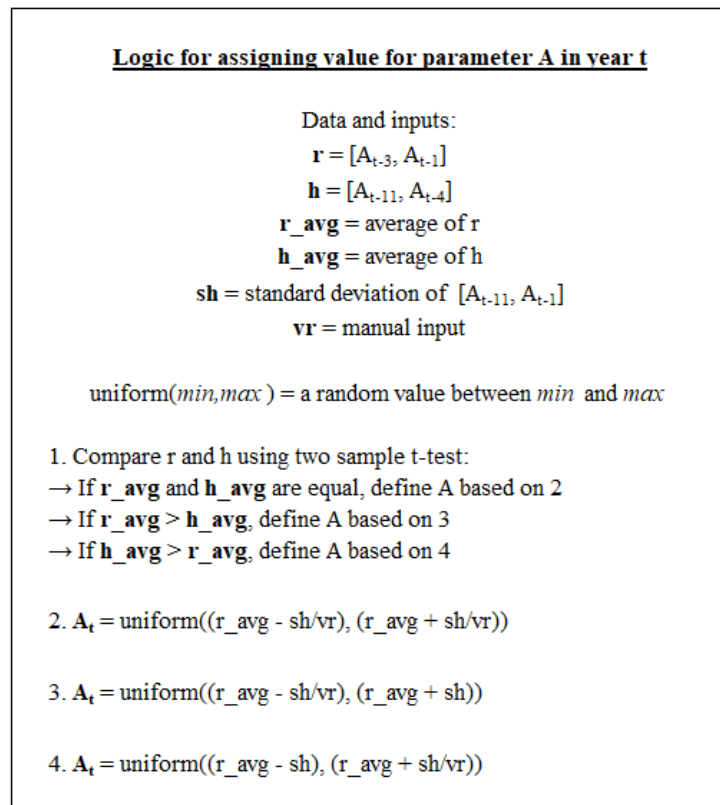 Logic for assigning value for parameter A in year t
Data and inputs:
r = [Aₜ₋₃, Aₜ₋₁]
h = [Aₜ₋₁₁, Aₜ₋₄]
r_avg = average of r
h_avg = average of h
sh = standard deviation of [Aₜ₋₁₁, Aₜ₋₁]
vr = manual input
uniform(min,max) = a random value between min and max
1. Compare r and h using two sample t-test:
→ If r_avg and h_avg are equal, define A based on 2
→ If r_avg > h_avg, define A based on 3
→ If h_avg > r_avg, define A based on 4
2. Aₜ = uniform((r_avg - sh/vr), (r_avg + sh/vr))
3. Aₜ = uniform((r_avg - sh/vr), (r_avg + sh))
4. Aₜ = uniform((r_avg - sh), (r_avg + sh/vr))